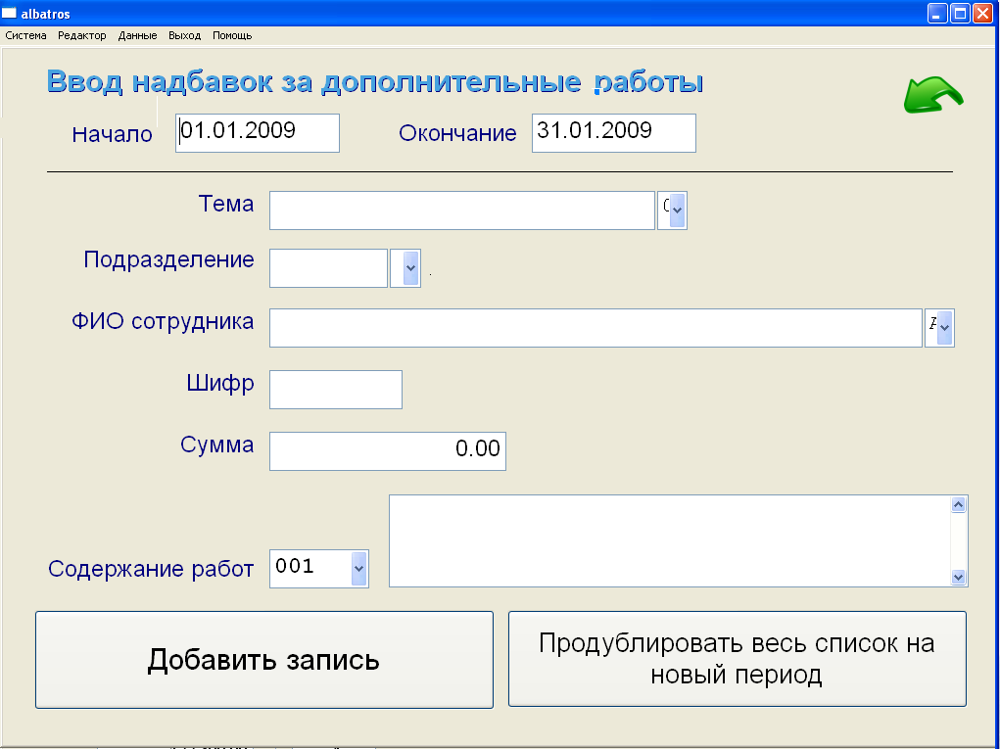 albatros
Система Редактор Данные Выход Помощь
Ввод надбавок за дополнительные работы
Начало 01.01.2009 Окончание 31.01.2009
Тема
Подразделение
ФИО сотрудника
Шифр
Сумма 0.00
Содержание работ 001
Добавить запись
Продублировать весь список на
новый период